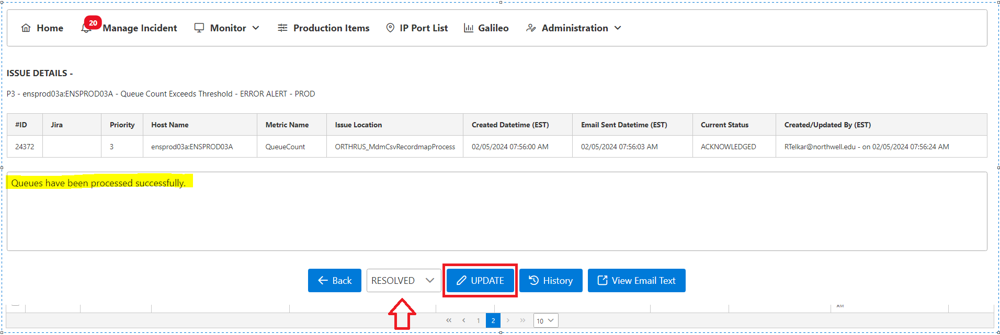 Home 20 Manage Incident Monitor Production Items IP Port List Galileo Administration
ISSUE DETAILS -
P3 - ensprod03a:ENSPROD03A - Queue Count Exceeds Threshold - ERROR ALERT - PROD
#ID Jira Priority Host Name Metric Name Issue Location Created Datetime (EST) Email Sent Datetime (EST) Current Status Created/Updated By (EST)
24372 3 ensprod03a:ENSPROD03A QueueCount ORTHRUS_MdmCsvRecordmapProcess 02/05/2024 07:56:00 AM 02/05/2024 07:56:03 AM ACKNOWLEDGED RTelkar@northwell.edu - on 02/05/2024 07:56:24 AM
Queues have been processed successfully.
Back RESOLVED UPDATE History View Email Text
AM
« ‹ 1 2 › » 10